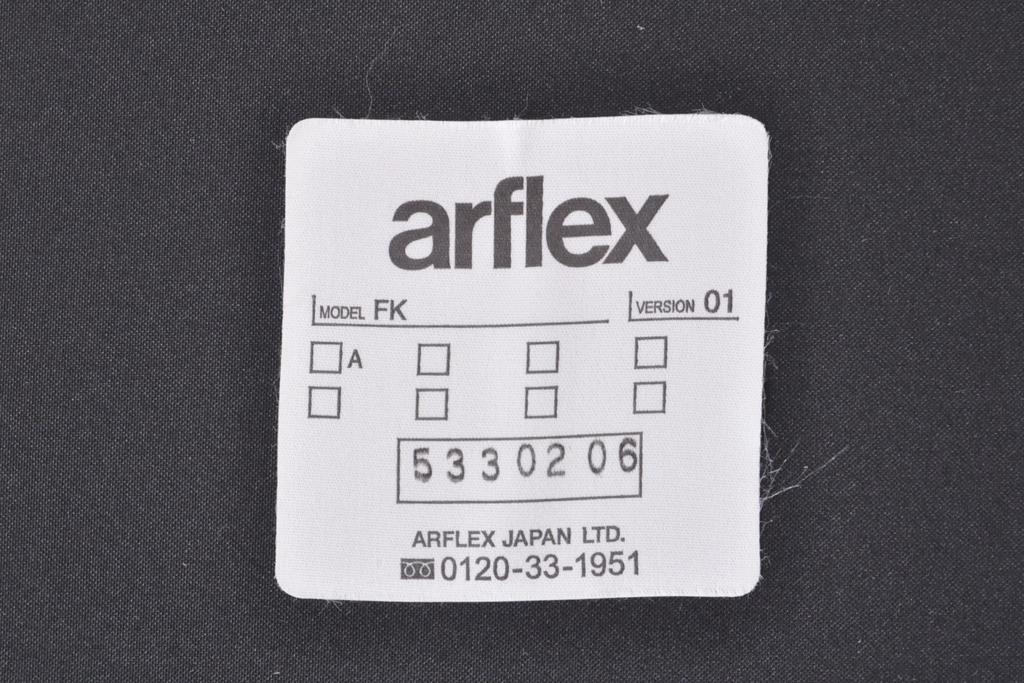 arflex
MODEL FK VERSION 01
A
5330206
ARFLEX JAPAN LTD.
0120-33-1951